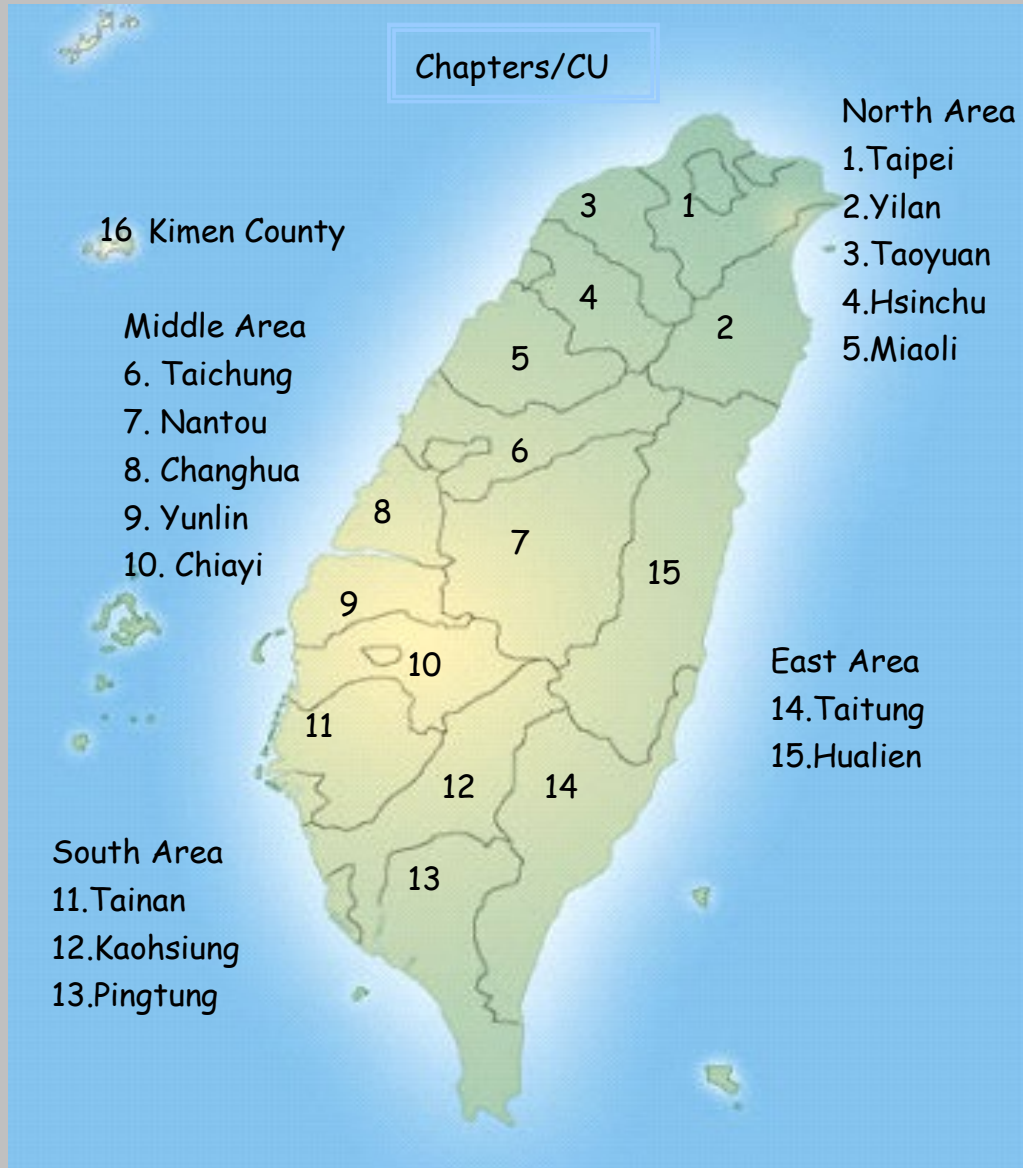 Chapters/CU
North Area
1.Taipei
2.Yilan
3.Taoyuan
4.Hsinchu
5.Miaoli
16 Kimen County
Middle Area
6. Taichung
7. Nantou
8. Changhua
9. Yunlin
10. Chiayi
East Area
14.Taitung
15.Hualien
South Area
11.Tainan
12.Kaohsiung
13.Pingtung
3
1
4
2
5
6
8
7
15
9
10
11
12
14
13